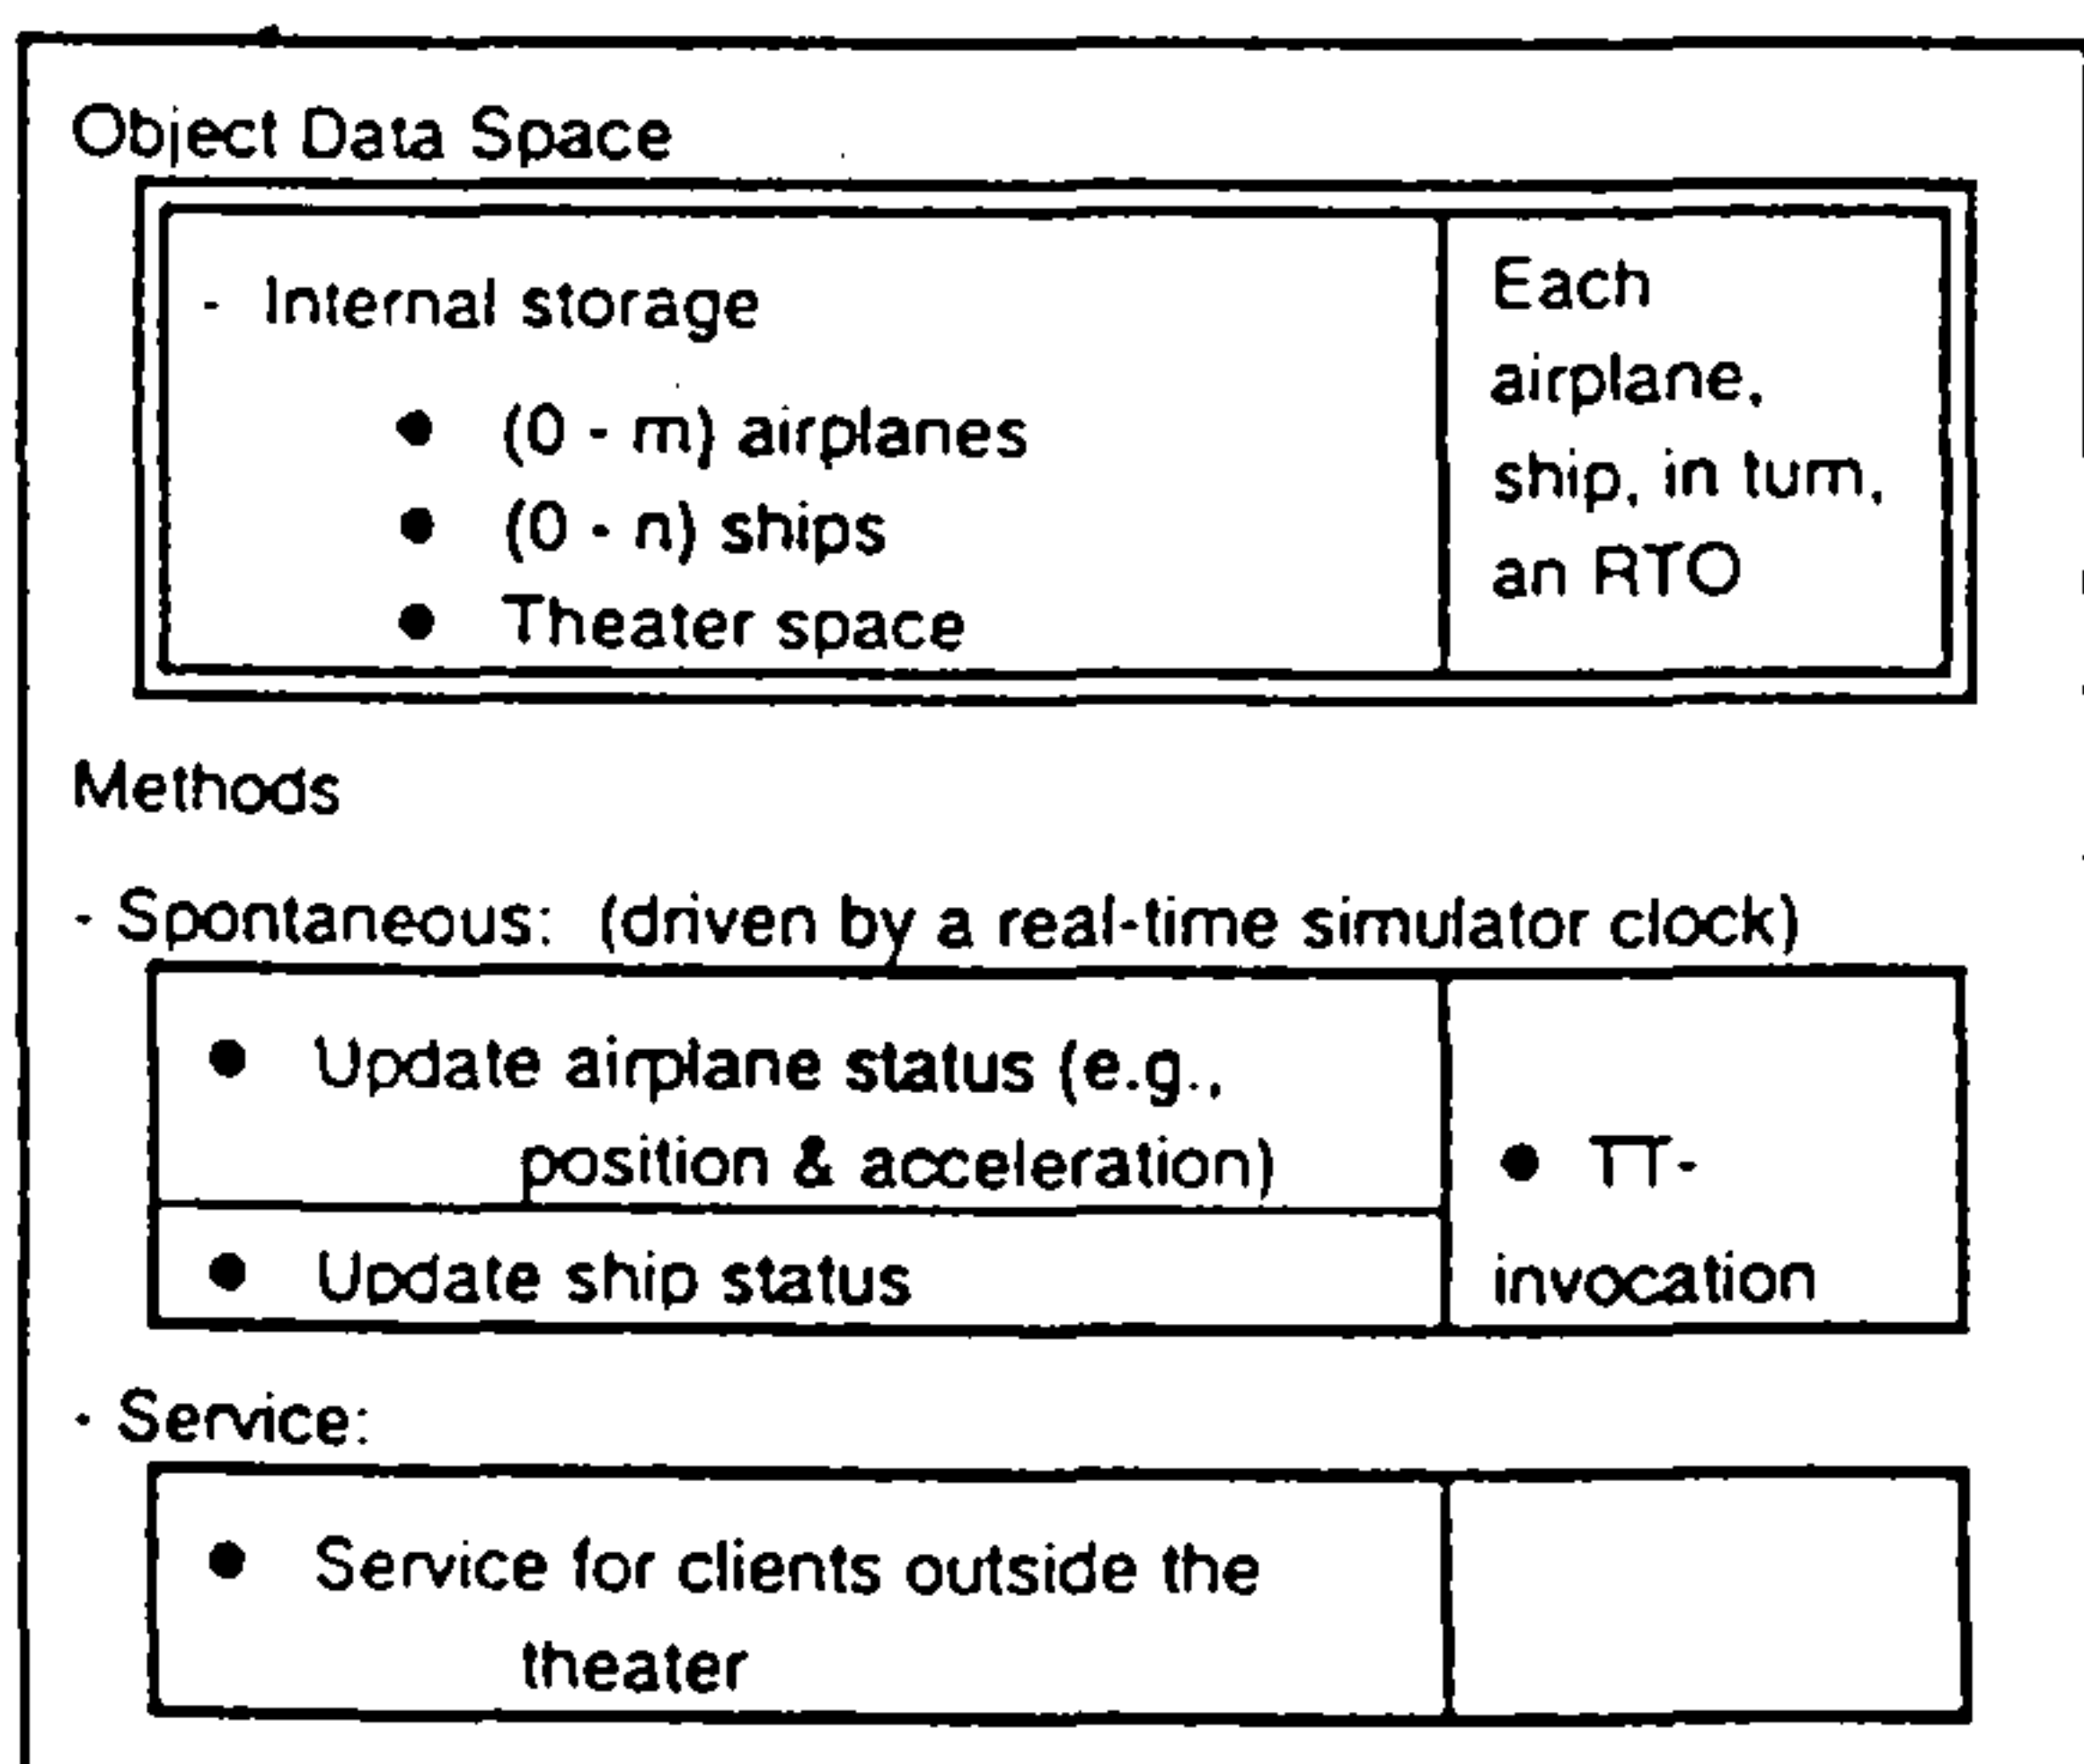 Object Data Space
- Internal storage
● (0 - m) airplanes
● (0 - n) ships
● Theater space
Each
airplane,
ship, in turn,
an RTO
Methods
- Spontaneous: (driven by a real-time simulator clock)
● Update airplane status (e.g.,
position & acceleration)
● Update ship status
● TT-
invocation
- Service:
● Service for clients outside the
theater